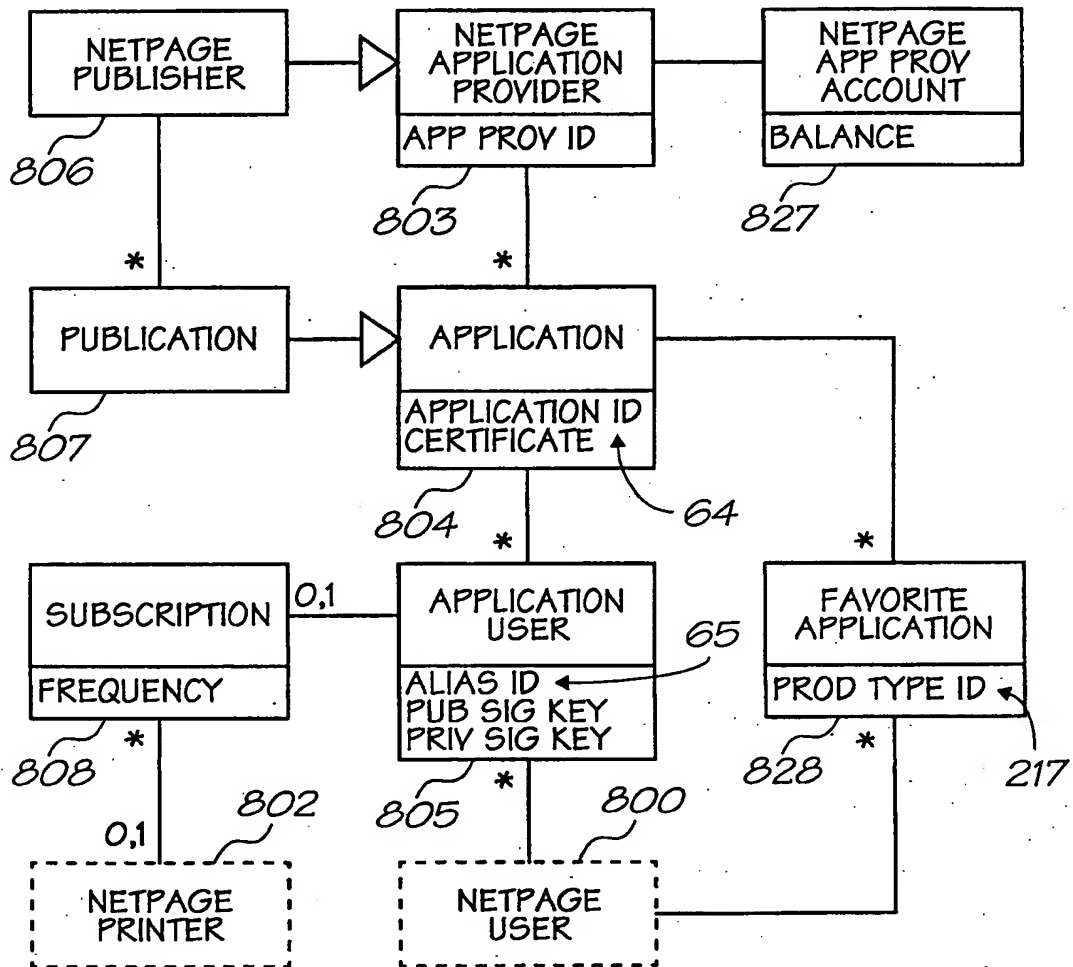 NETPAGE
PUBLISHER
806
NETPAGE
APPLICATION
PROVIDER
APP PROV ID
803
NETPAGE
APP PROV
ACCOUNT
BALANCE
827
*
*
PUBLICATION
807
APPLICATION
APPLICATION ID
CERTIFICATE
804
64
*
*
SUBSCRIPTION
FREQUENCY
808
0,1
APPLICATION
USER
ALIAS ID
PUB SIG KEY
PRIV SIG KEY
805
65
FAVORITE
APPLICATION
PROD TYPE ID
828
217
*
*
*
0,1
802
NETPAGE
PRINTER
800
NETPAGE
USER